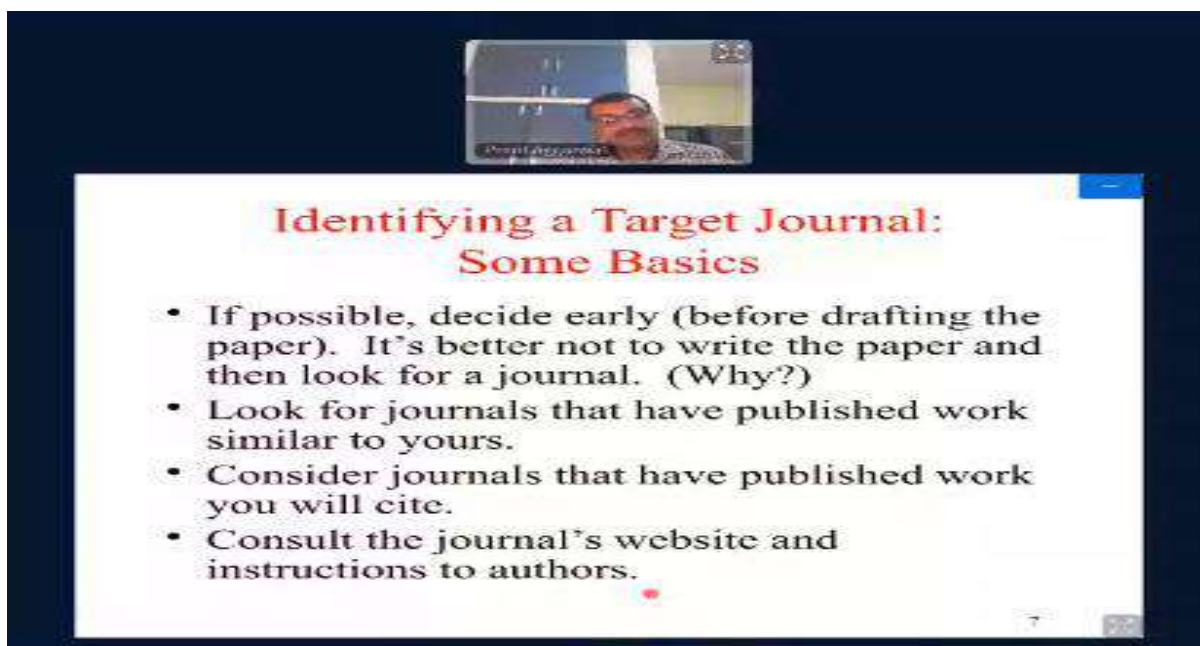 Identifying a Target Journal:
Some Basics
• If possible, decide early (before drafting the
paper). It's better not to write the paper and
then look for a journal. (Why?)
• Look for journals that have published work
similar to yours.
• Consider journals that have published work
you will cite.
• Consult the journal's website and
instructions to authors.
7